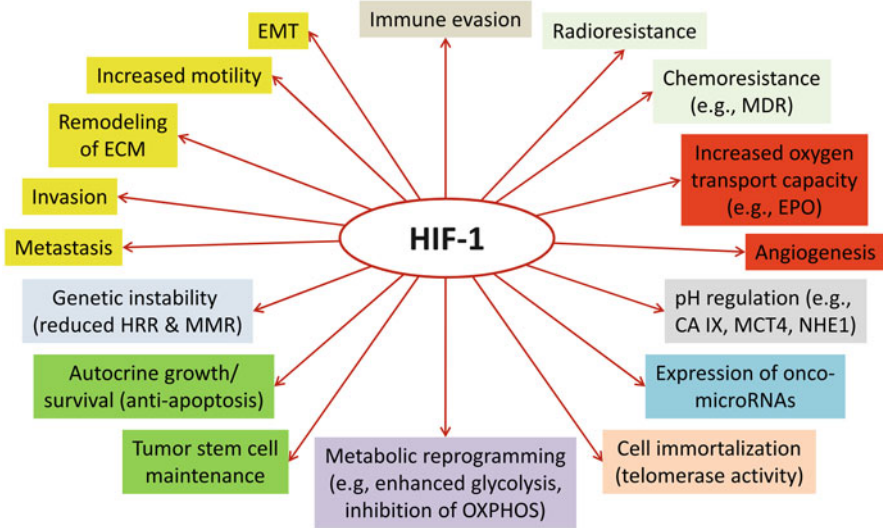 Immune evasion
EMT
Radioresistance
Increased motility
Chemoresistance
(e.g., MDR)
Remodeling
of ECM
Increased oxygen
transport capacity
(e.g., EPO)
Invasion
HIF-1
Metastasis
Angiogenesis
Genetic instability
(reduced HRR & MMR)
pH regulation (e.g.,
CA IX, MCT4, NHE1)
Autocrine growth/
survival (anti-apoptosis)
Expression of onco-
microRNAs
Tumor stem cell
maintenance
Metabolic reprogramming
(e.g, enhanced glycolysis,
inhibition of OXPHOS)
Cell immortalization
(telomerase activity)